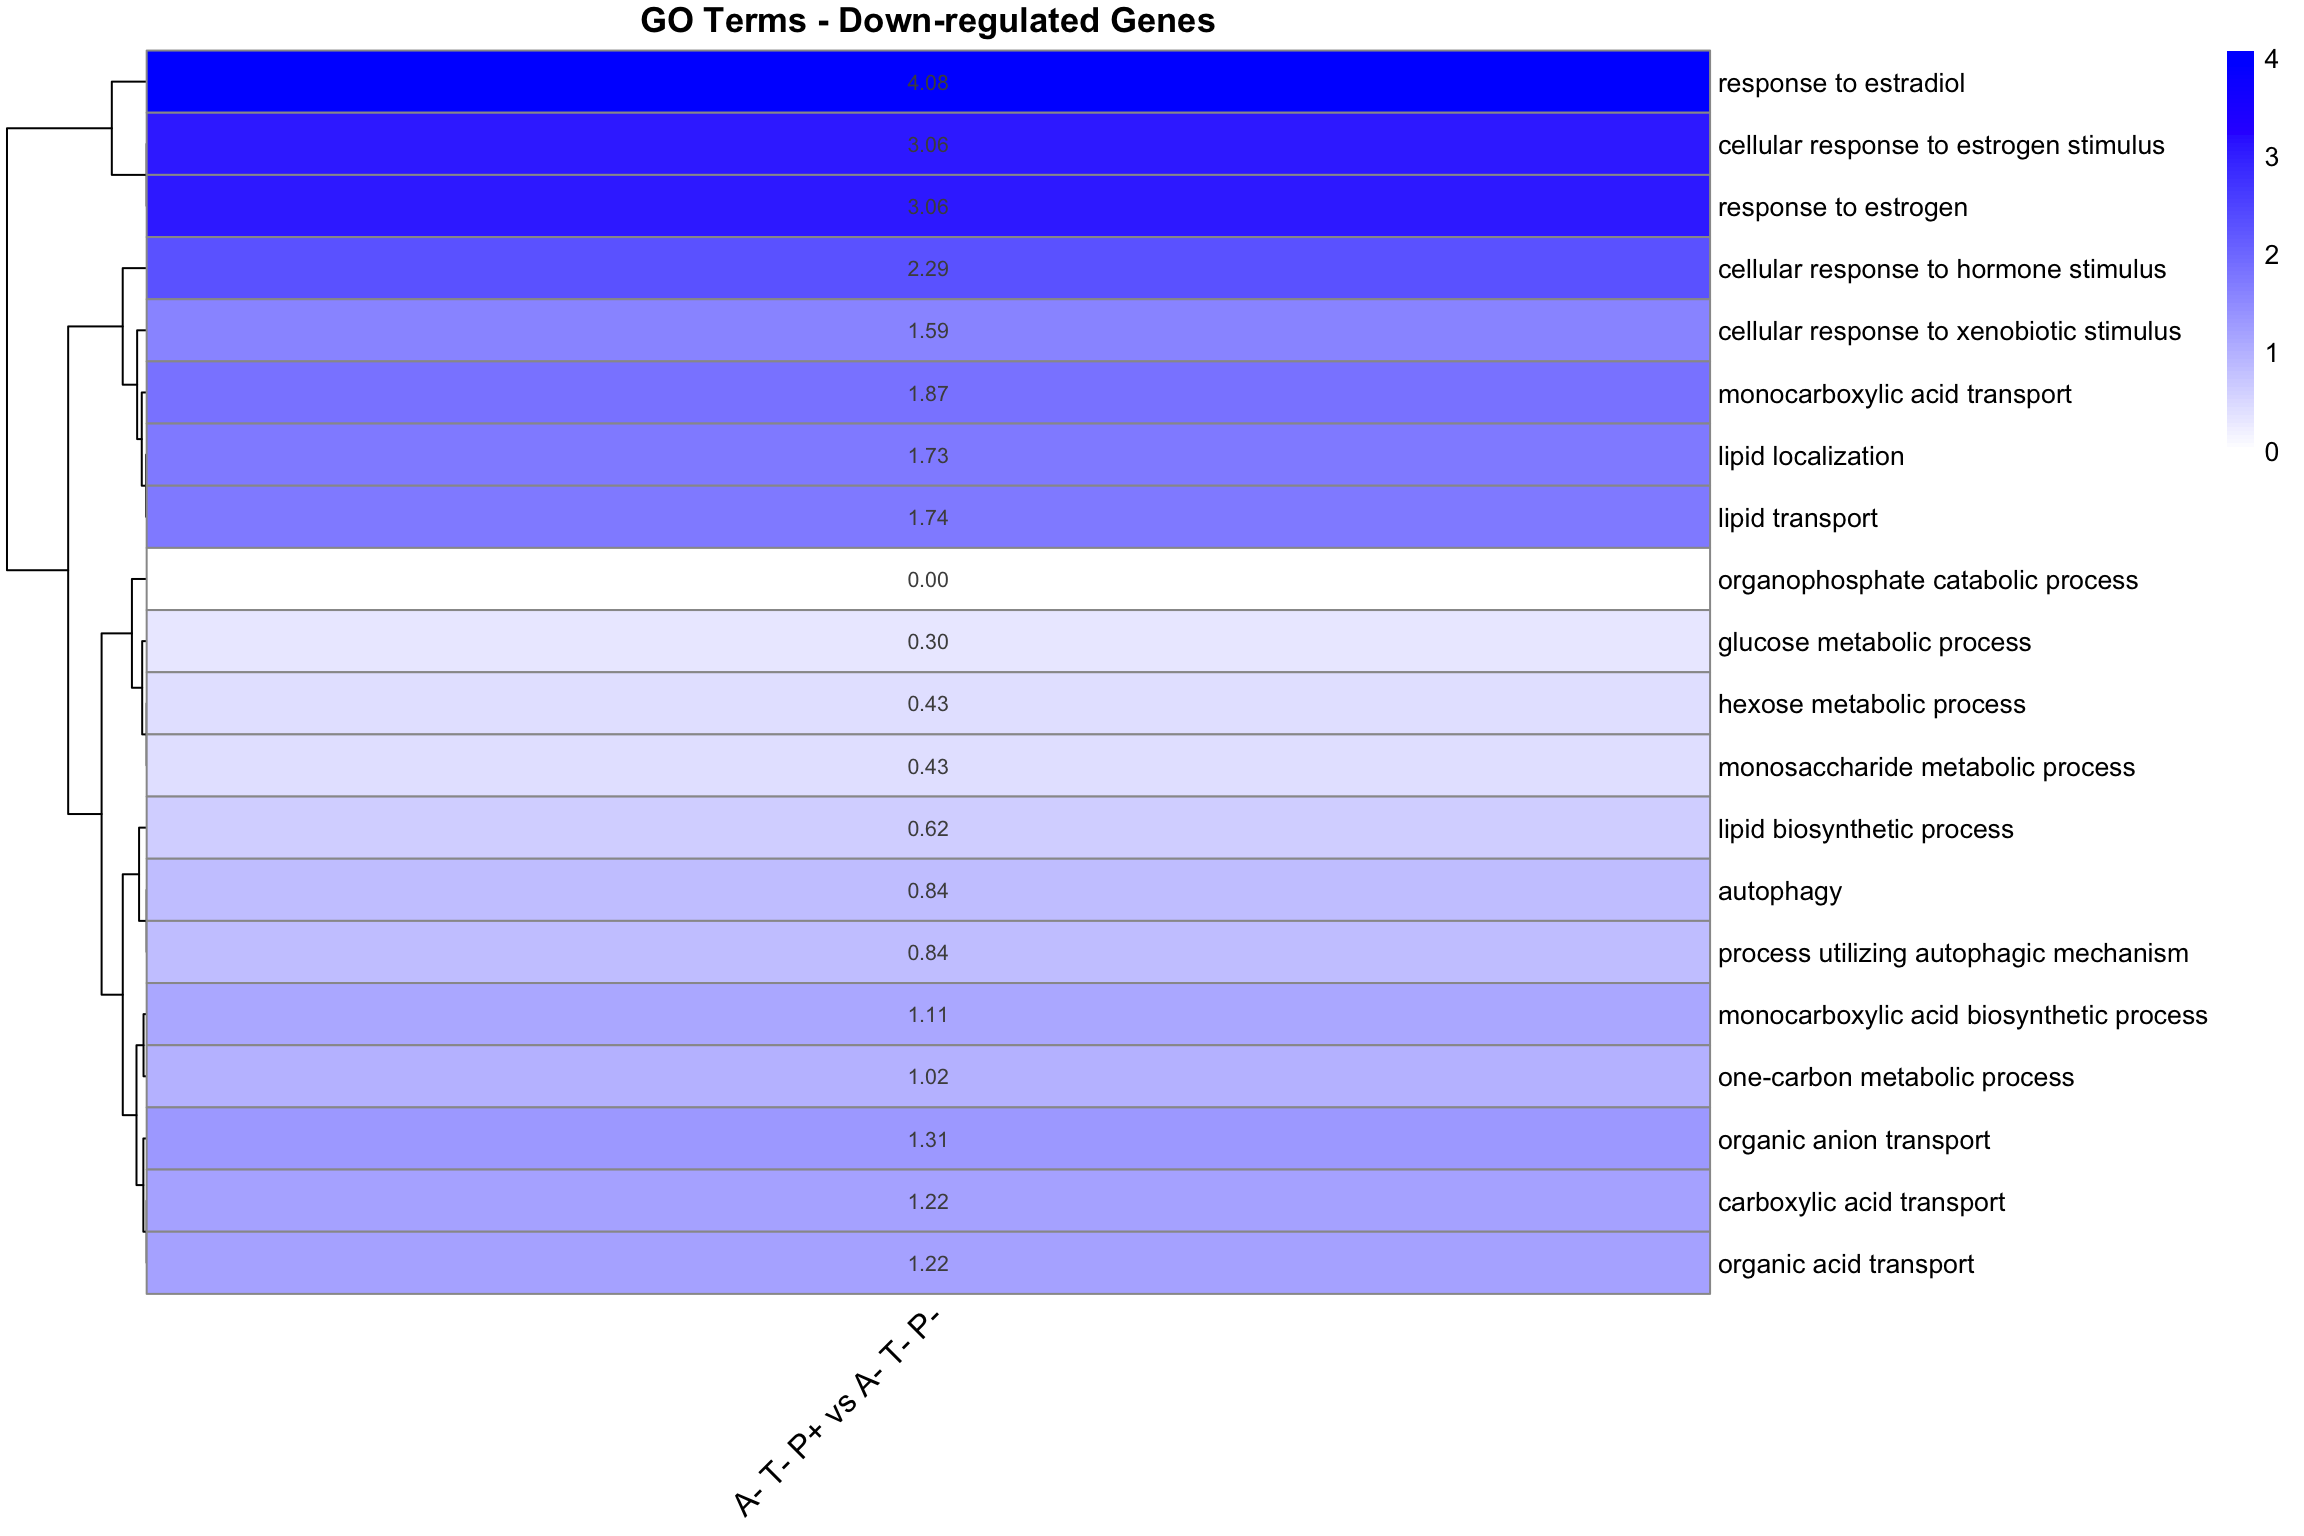 GO Terms - Down-regulated Genes
4.08 response to estradiol
3.06 cellular response to estrogen stimulus
3.06 response to estrogen
2.29 cellular response to hormone stimulus
1.59 cellular response to xenobiotic stimulus
1.87 monocarboxylic acid transport
1.73 lipid localization
1.74 lipid transport
0.00 organophosphate catabolic process
0.30 glucose metabolic process
0.43 hexose metabolic process
0.43 monosaccharide metabolic process
0.62 lipid biosynthetic process
0.84 autophagy
0.84 process utilizing autophagic mechanism
1.11 monocarboxylic acid biosynthetic process
1.02 one-carbon metabolic process
1.31 organic anion transport
1.22 carboxylic acid transport
1.22 organic acid transport
4
3
2
1
0
A- T- P+ vs A- T- P-